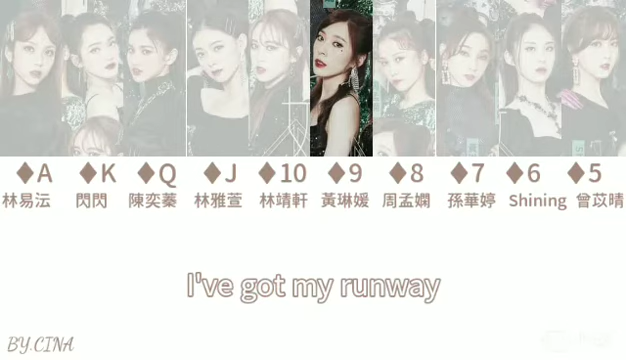 ♦A ♦K ♦Q ♦J ♦10 ♦9 ♦8 ♦7 ♦6 ♦5
林易沄 閃閃 陳奕蓁 林雅萱 林靖軒 黃琳媛 周孟嫻 孫華婷 Shining 曾苡晴
I've got my runway
BY.CINA